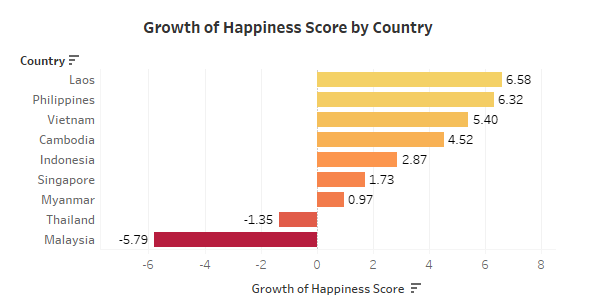 Growth of Happiness Score by Country
Country
Laos 6.58
Philippines 6.32
Vietnam 5.40
Cambodia 4.52
Indonesia 2.87
Singapore 1.73
Myanmar 0.97
Thailand -1.35
Malaysia -5.79
-6 -4 -2 0 2 4 6 8
Growth of Happiness Score